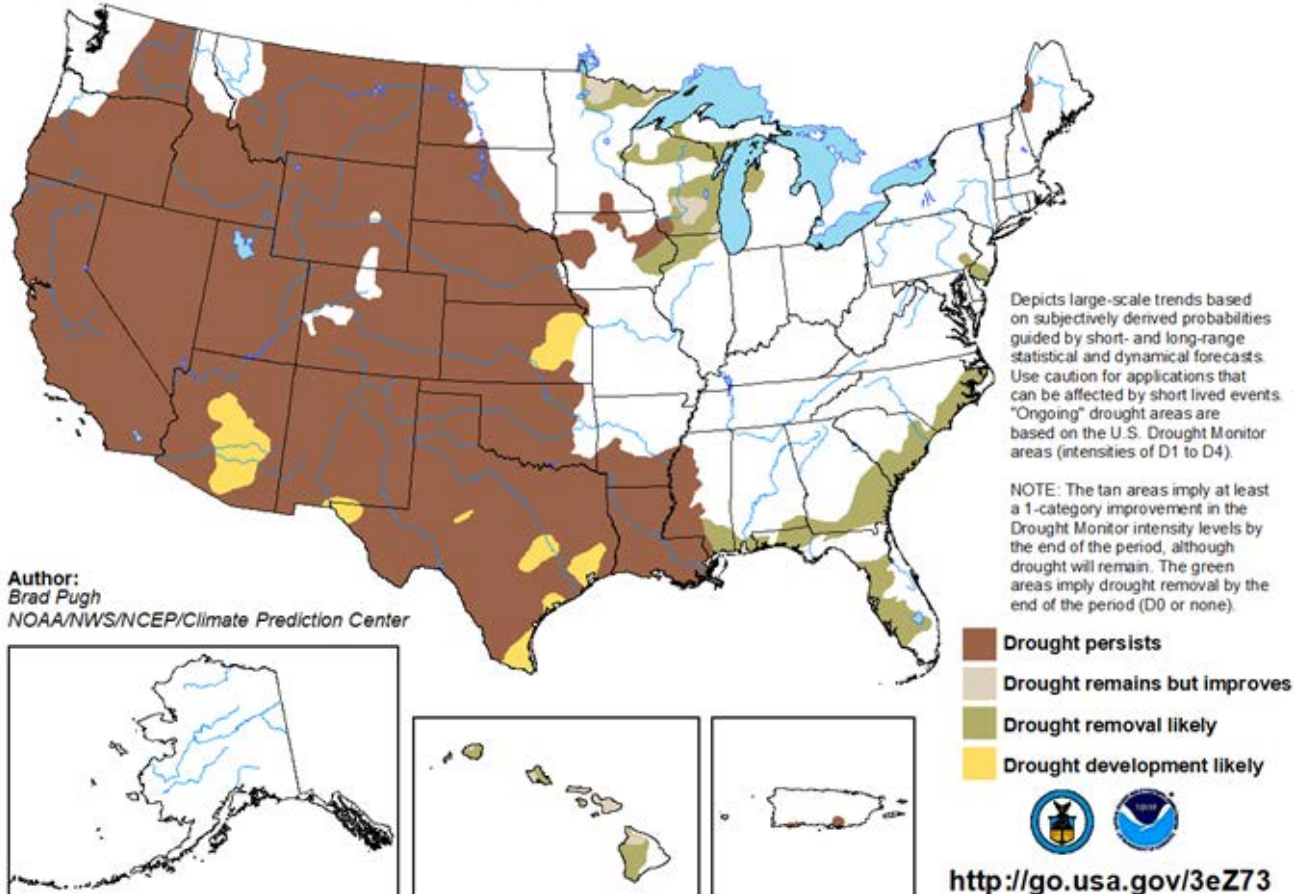 Depicts large-scale trends based
on subjectively derived probabilities
guided by short- and long-range
statistical and dynamical forecasts.
Use caution for applications that
can be affected by short lived events.
"Ongoing" drought areas are
based on the U.S. Drought Monitor
areas (intensities of D1 to D4).
NOTE: The tan areas imply at least
a 1-category improvement in the
Drought Monitor intensity levels by
the end of the period, although
drought will remain. The green
areas imply drought removal by the
end of the period (D0 or none).
Author:
Brad Pugh
NOAA/NWS/NCEP/Climate Prediction Center
Drought persists
Drought remains but improves
Drought removal likely
Drought development likely
http://go.usa.gov/3eZ73